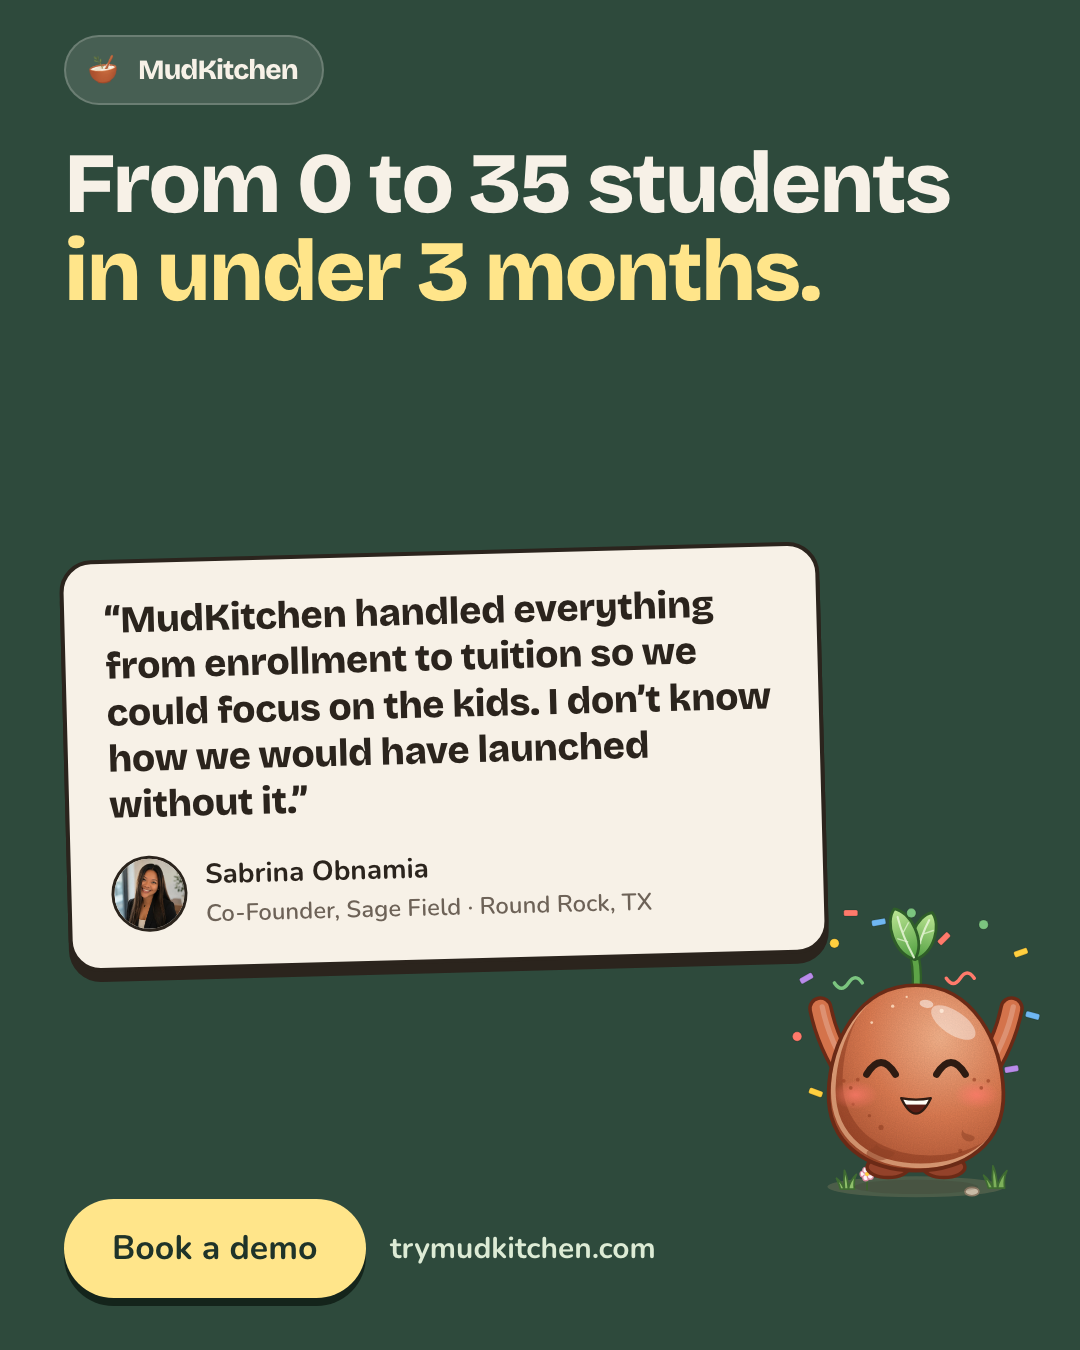 MudKitchen
From 0 to 35 students
in under 3 months.
“MudKitchen handled everything
from enrollment to tuition so we
could focus on the kids. I don’t know
how we would have launched
without it.”
Sabrina Obnamia
Co-Founder, Sage Field · Round Rock, TX
Book a demo
trymudkitchen.com